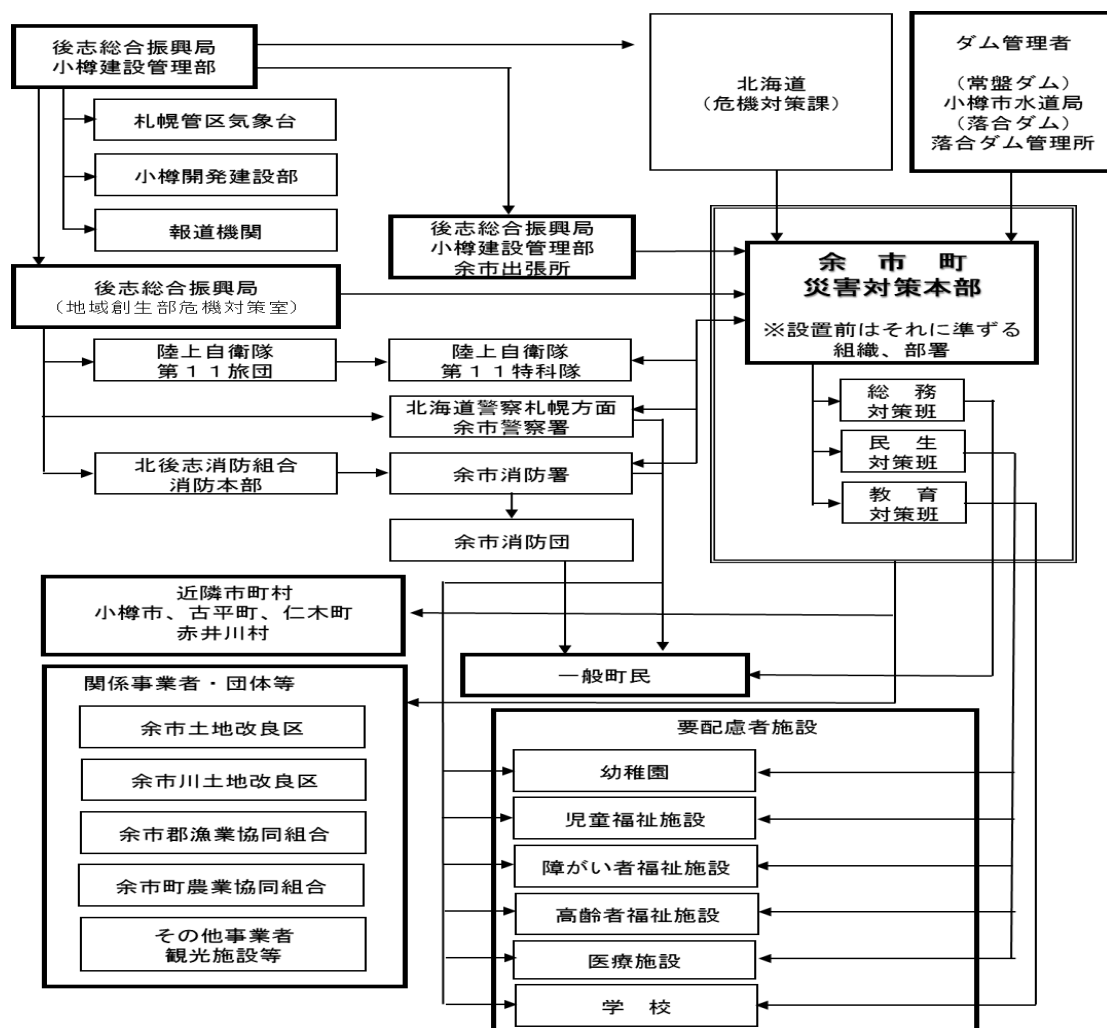 後志総合振興局
小樽建設管理部
北海道
（危機対策課）
ダム管理者
（常盤ダム）
小樽市水道局
（落合ダム）
落合ダム管理所
札幌管区気象台
小樽開発建設部
報道機関
後志総合振興局
小樽建設管理部
余市出張所
余　市　町
災害対策本部
※設置前はそれに準ずる
組織、部署
後志総合振興局
（地域創生部危機対策室）
陸上自衛隊
第１１旅団
陸上自衛隊
第１１特科隊
北海道警察札幌方面
余市警察署
北後志消防組合
消防本部
余市消防署
余市消防団
総　務
対策班
民　生
対策班
教　育
対策班
近隣市町村
小樽市、古平町、仁木町
赤井川村
一般町民
関係事業者・団体等
余市土地改良区
余市川土地改良区
余市郡漁業協同組合
余市町農業協同組合
その他事業者
観光施設等
要配慮者施設
幼稚園
児童福祉施設
障がい者福祉施設
高齢者福祉施設
医療施設
学　校